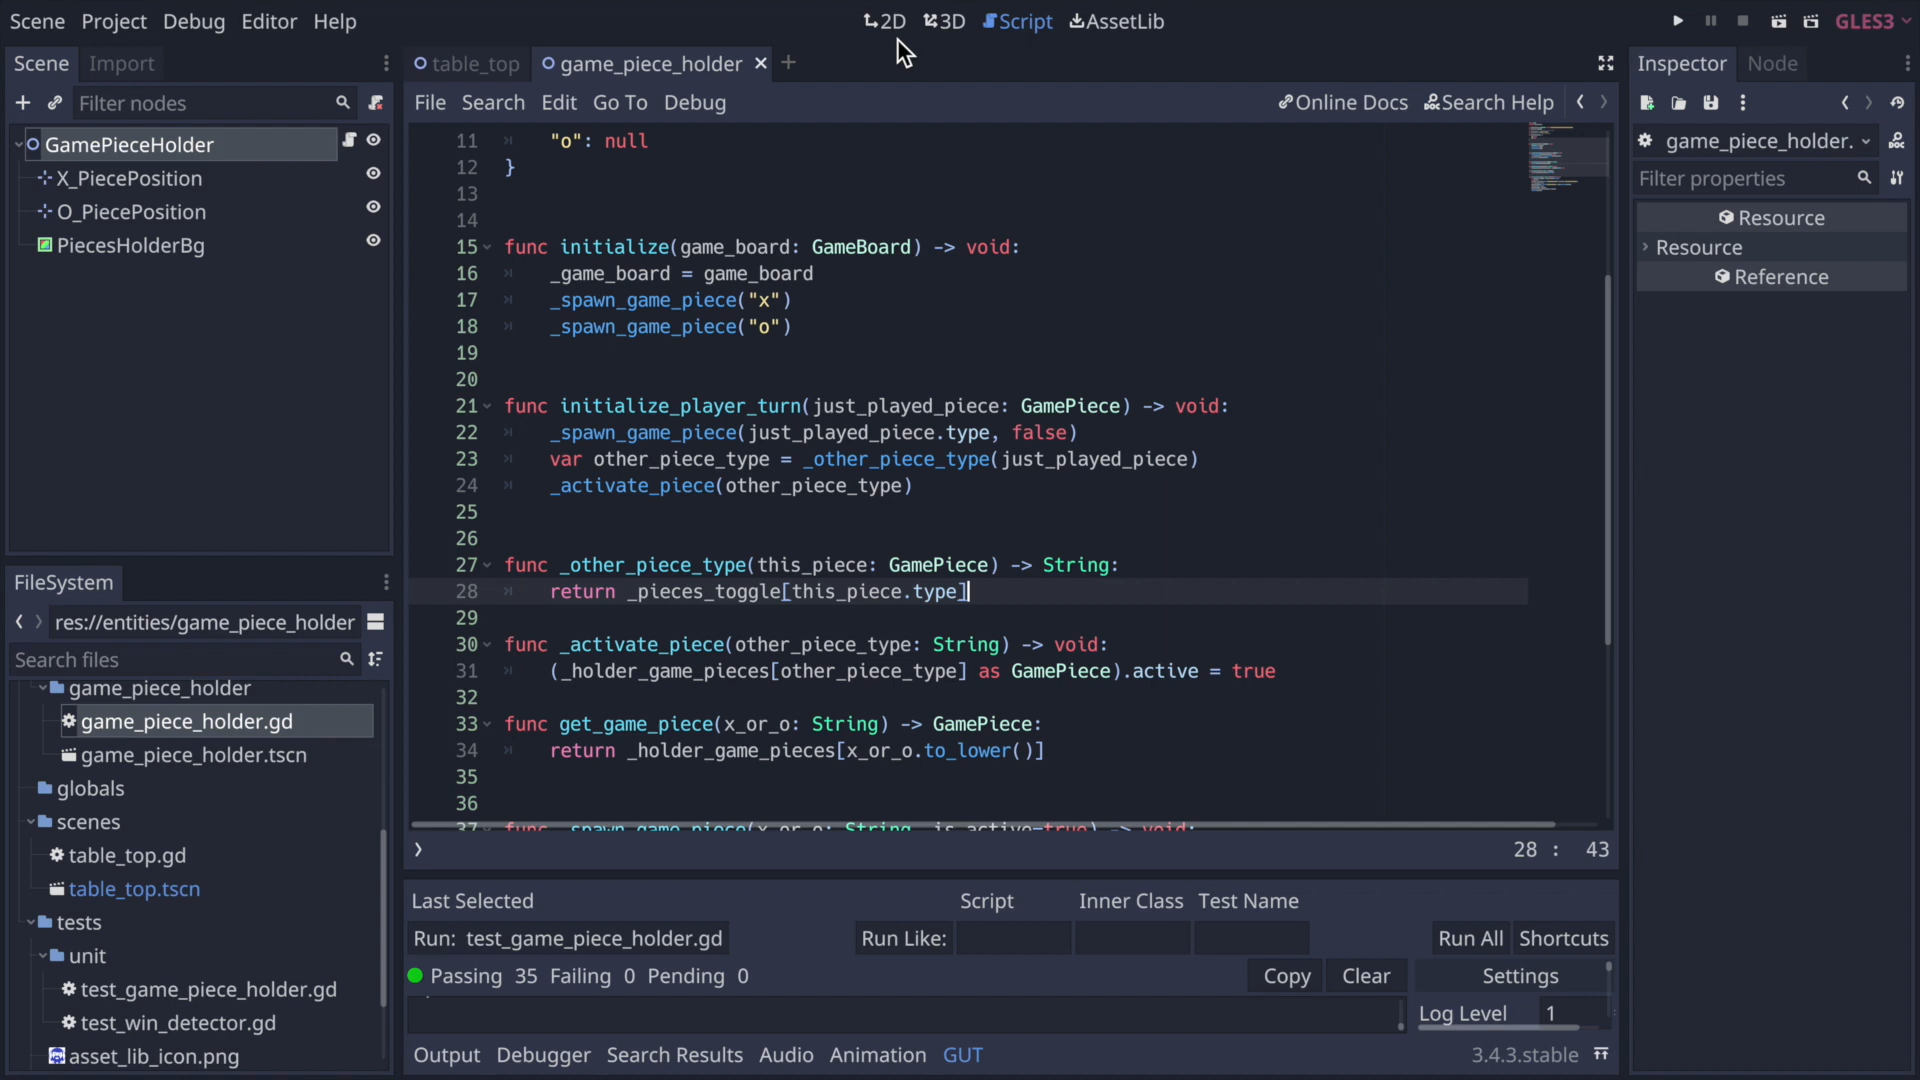 Scene Project Debug Editor Help
2D 3D Script AssetLib
GLES3
Scene Import
table_top game_piece_holder
Inspector Node
Filter nodes
File Search Edit Go To Debug
Online Docs Search Help
GamePieceHolder
X_PiecePosition
O_PiecePosition
PiecesHolderBg
game_piece_holder.
Filter properties
Resource
Resource
Reference
11 "o": null
12 }
13
14
15 func initialize(game_board: GameBoard) -> void:
16 _game_board = game_board
17 _spawn_game_piece("x")
18 _spawn_game_piece("o")
19
20
21 func initialize_player_turn(just_played_piece: GamePiece) -> void:
22 _spawn_game_piece(just_played_piece.type, false)
23 var other_piece_type = _other_piece_type(just_played_piece)
24 _activate_piece(other_piece_type)
25
26
27 func _other_piece_type(this_piece: GamePiece) -> String:
28 return _pieces_toggle[this_piece.type]
29
30 func _activate_piece(other_piece_type: String) -> void:
31 (_holder_game_pieces[other_piece_type] as GamePiece).active = true
32
33 func get_game_piece(x_or_o: String) -> GamePiece:
34 return _holder_game_pieces[x_or_o.to_lower()]
35
36
37 func _spawn_game_piece(x_or_o: String, is_active=true) -> void:
28 : 43
FileSystem
res://entities/game_piece_holder
Search files
game_piece_holder
game_piece_holder.gd
game_piece_holder.tscn
globals
scenes
table_top.gd
table_top.tscn
tests
unit
test_game_piece_holder.gd
test_win_detector.gd
asset_lib_icon.png
Last Selected Script Inner Class Test Name
Run: test_game_piece_holder.gd Run Like: Run All Shortcuts
Passing 35 Failing 0 Pending 0 Copy Clear Settings
Log Level 1
Output Debugger Search Results Audio Animation GUT 3.4.3.stable